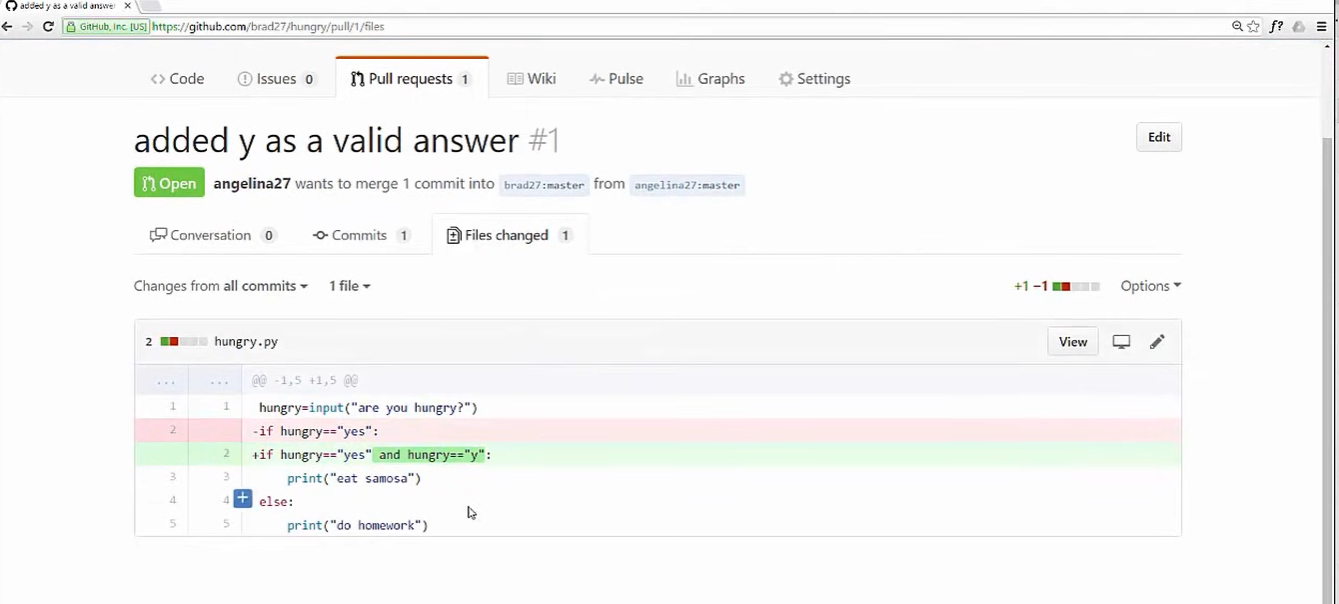 added y as a valid answer
GitHub, Inc. [US] https://github.com/brad27/hungry/pull/1/files
f?
<> Code Issues 0 Pull requests 1 Wiki Pulse Graphs Settings
added y as a valid answer #1
Edit
Open angelina27 wants to merge 1 commit into brad27:master from angelina27:master
Conversation 0 Commits 1 Files changed 1
Changes from all commits 1 file +1 −1 Options
2 hungry.py View
... ... @@ -1,5 +1,5 @@
1 1 hungry=input("are you hungry?")
2 -if hungry=="yes":
2 +if hungry=="yes" and hungry=="y":
3 3 print("eat samosa")
4 4 + else:
5 5 print("do homework")